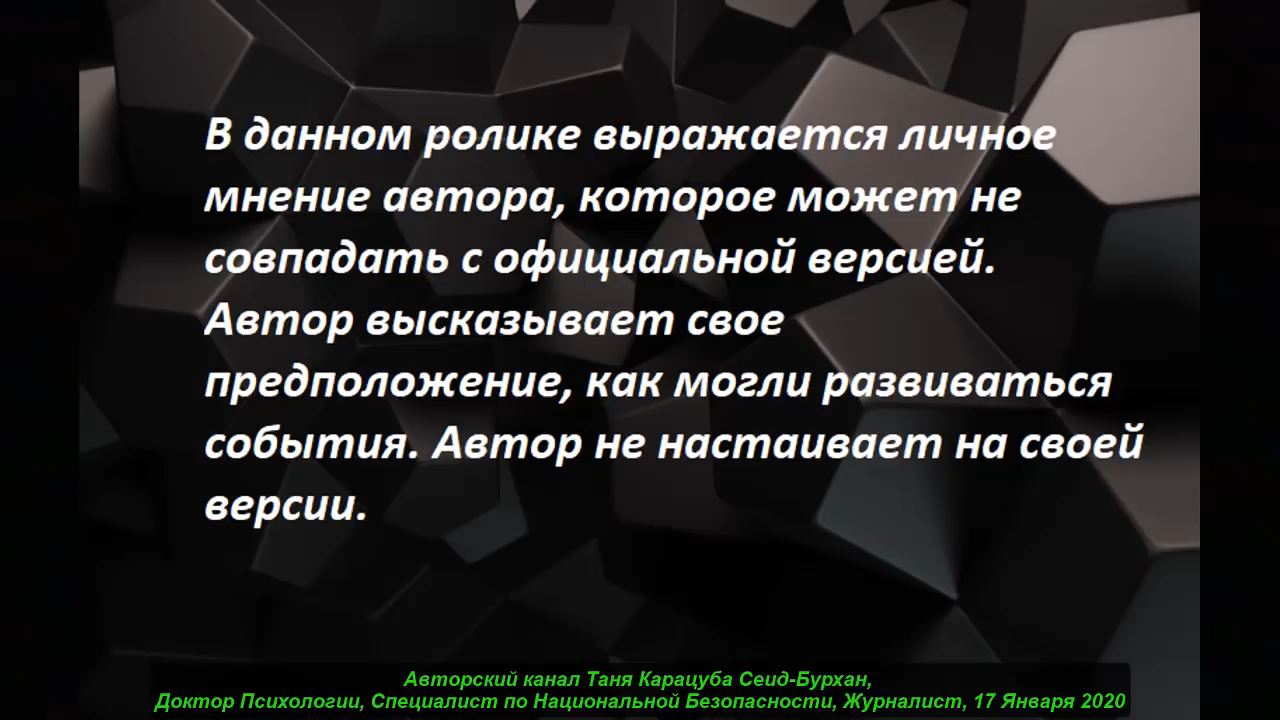 В данном ролике выражается личное
мнение автора, которое может не
совпадать с официальной версией.
Автор высказывает свое
предположение, как могли развиваться
события. Автор не настаивает на своей
версии.
Авторский канал Таня Карацуба Сеид-Бурхан,
Доктор Психологии, Специалист по Национальной Безопасности, Журналист, 17 Января 2020